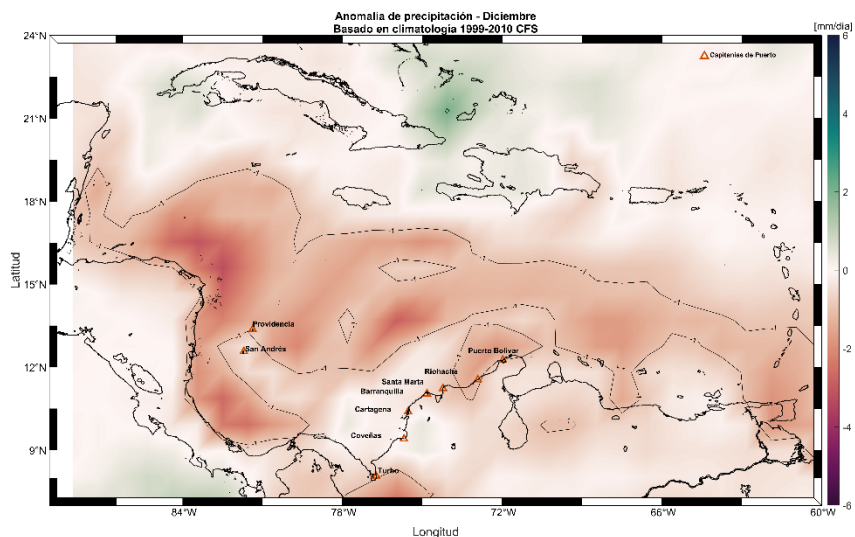 Anomalia de precipitación - Diciembre
Basado en climatología 1999-2010 CFS
[mm/dia]
24°N
21°N
18°N
15°N
12°N
9°N
Latitud
Capitanías de Puerto
Providencia
San Andrés
Puerto Bolívar
Riohacha
Santa Marta
Barranquilla
Cartagena
Coveñas
Turbo
84°W
78°W
72°W
66°W
60°W
Longitud
6
4
2
0
-2
-4
-6